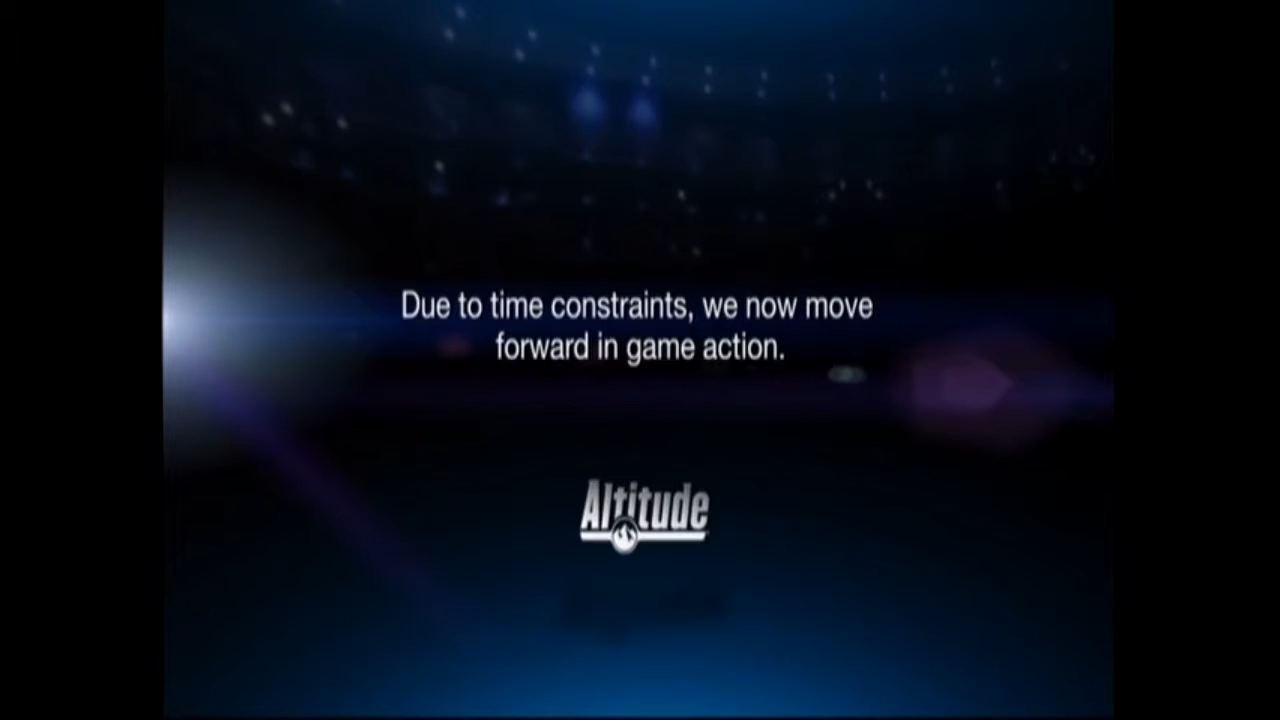 Due to time constraints, we now move
forward in game action.
Altitude